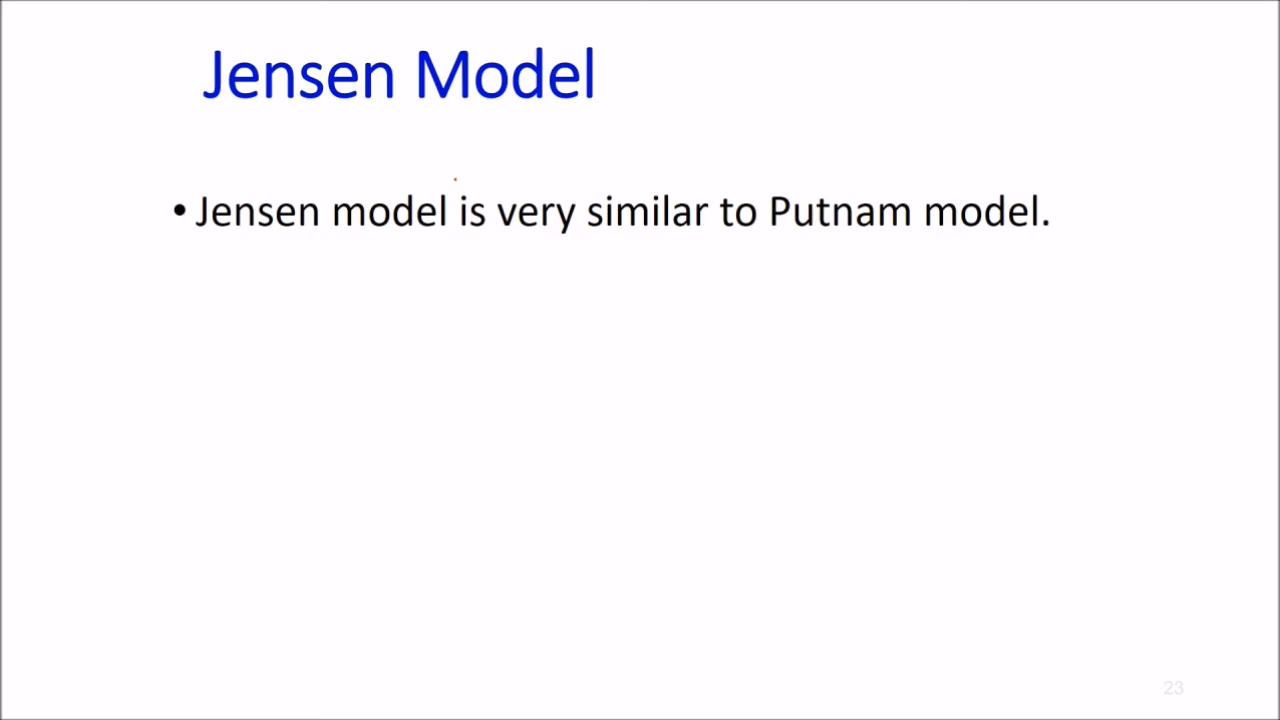 Jensen Model
• Jensen model is very similar to Putnam model.
23